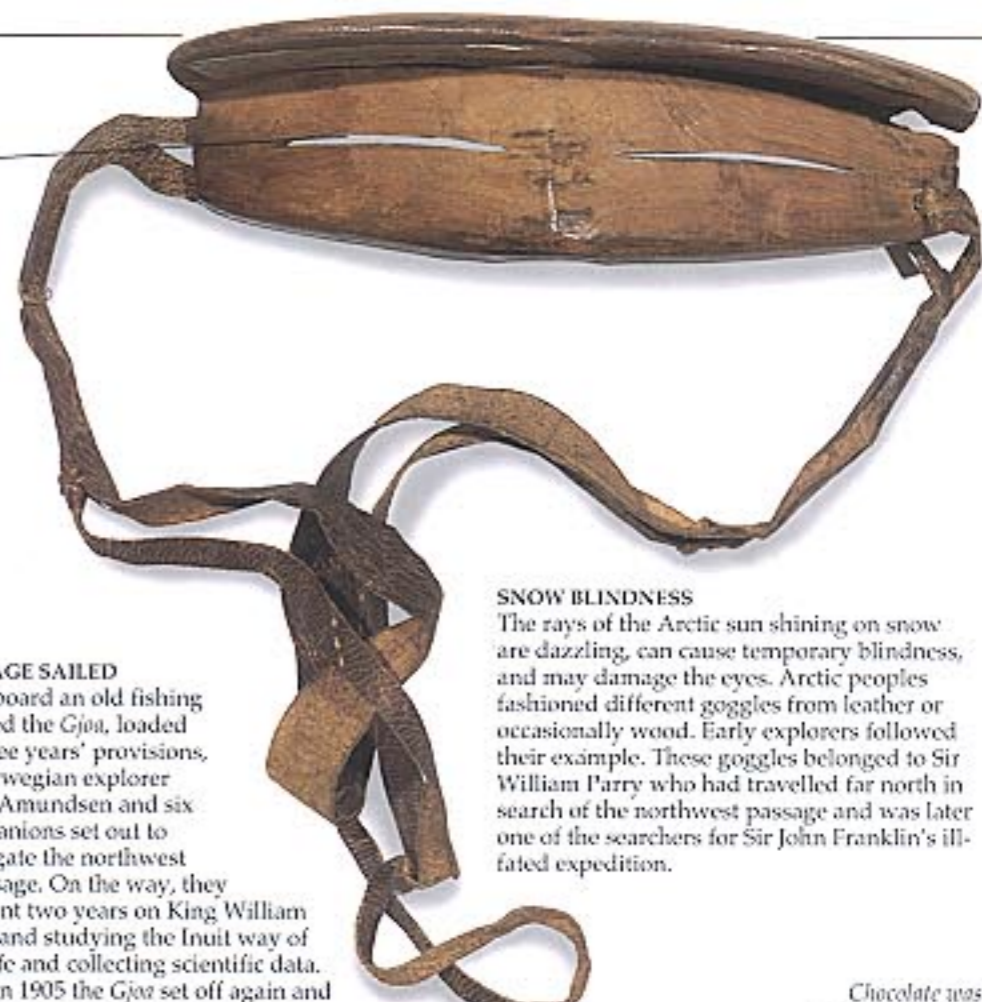 AGE SAILED
board an old fishing
d the Gjoa, loaded
ee years' provisions,
wegian explorer
Amundsen and six
anions set out to
gate the northwest
age. On the way, they
nt two years on King William
and studying the Inuit way of
fe and collecting scientific data.
n 1905 the Gjoa set off again and
SNOW BLINDNESS
The rays of the Arctic sun shining on snow
are dazzling, can cause temporary blindness,
and may damage the eyes. Arctic peoples
fashioned different goggles from leather or
occasionally wood. Early explorers followed
their example. These goggles belonged to Sir
William Parry who had travelled far north in
search of the northwest passage and was later
one of the searchers for Sir John Franklin's ill-
fated expedition.
Chocolate was